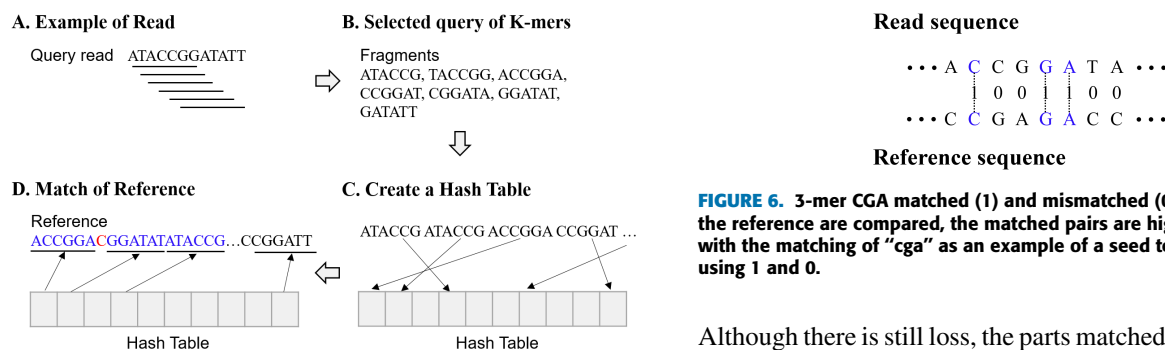 A. Example of Read
Query read ATACCGGATATT
B. Selected query of K-mers
Fragments
ATACCG, TACCGG, ACCGGA,
CCGGAT, CGGATA, GGATAT,
GATATT
D. Match of Reference
Reference
ACCGGACGGATATATACCG…CCGGATT
Hash Table
C. Create a Hash Table
ATACCG ATACCG ACCGGA CCGGAT …
Hash Table
Read sequence
••• A C C G G A T A •••
1 0 0 1 1 0 0
••• C C G A G A C C •••
Reference sequence
FIGURE 6. 3-mer CGA matched (1) and mismatched
the reference are compared, the matched pairs are
with the matching of "cga" as an example of a seed
using 1 and 0.
Although there is still loss, the parts matched